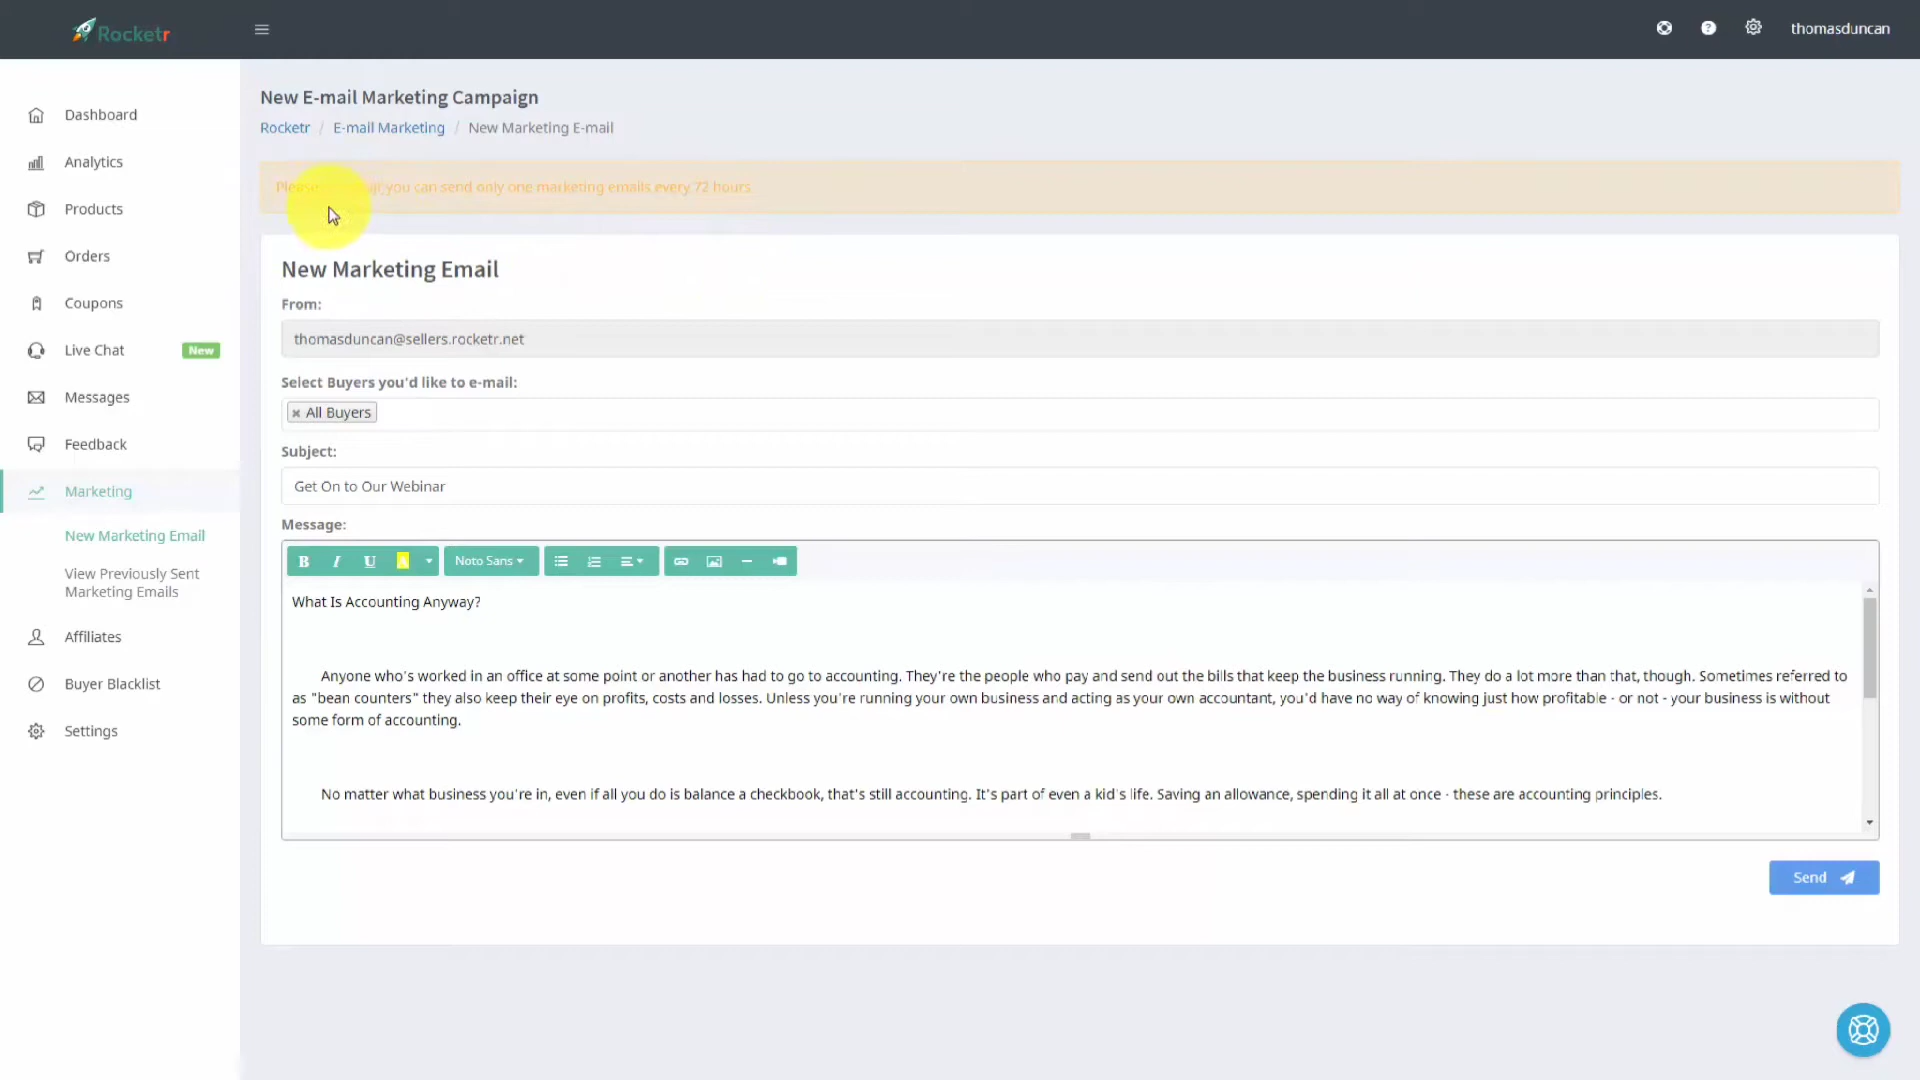 Rocketr
thomasduncan
Dashboard
Analytics
Products
Orders
Coupons
Live Chat New
Messages
Feedback
Marketing
New Marketing Email
View Previously Sent
Marketing Emails
Affiliates
Buyer Blacklist
Settings
New E-mail Marketing Campaign
Rocketr / E-mail Marketing / New Marketing E-mail
Please you can send only one marketing emails every 72 hours
New Marketing Email
From:
thomasduncan@sellers.rocketr.net
Select Buyers you'd like to e-mail:
× All Buyers
Subject:
Get On to Our Webinar
Message:
B I U A Noto Sans
What Is Accounting Anyway?
Anyone who's worked in an office at some point or another has had to go to accounting. They're the people who pay and send out the bills that keep the business running. They do a lot more than that, though. Sometimes referred to
as "bean counters" they also keep their eye on profits, costs and losses. Unless you're running your own business and acting as your own accountant, you'd have no way of knowing just how profitable - or not - your business is without
some form of accounting.
No matter what business you're in, even if all you do is balance a checkbook, that's still accounting. It's part of even a kid's life. Saving an allowance, spending it all at once - these are accounting principles.
Send